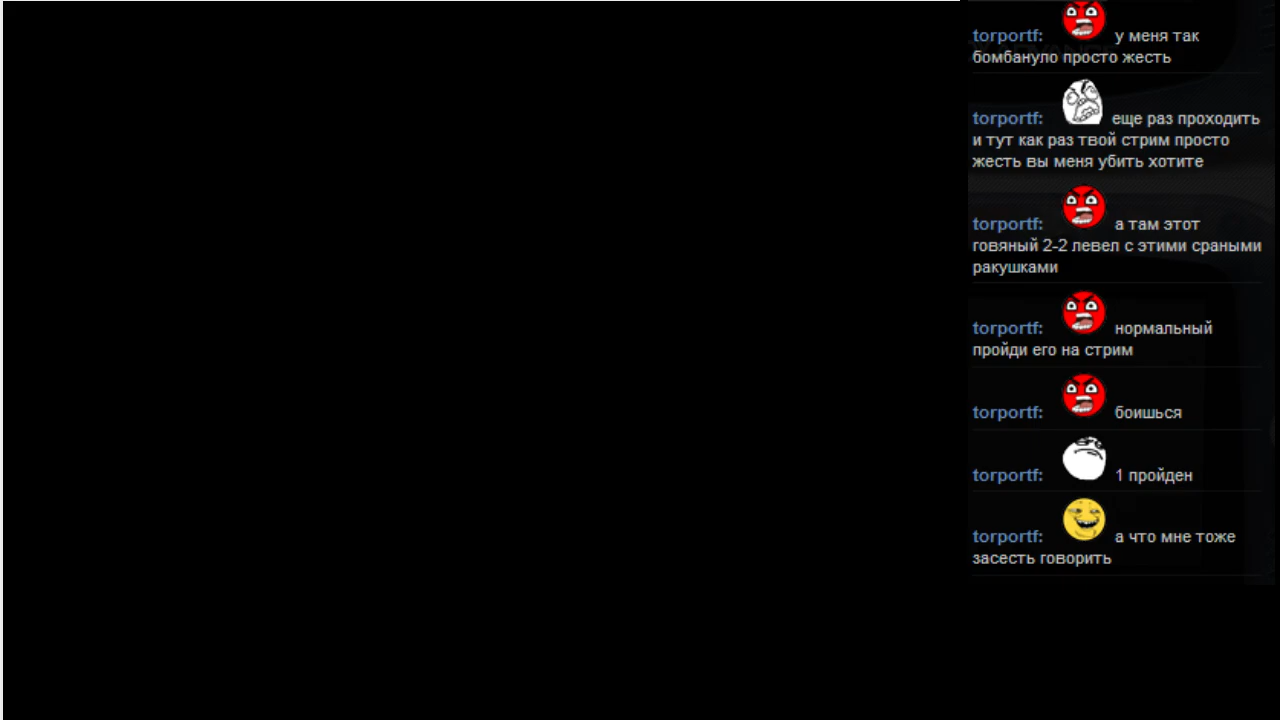 torportf: у меня так
бомбануло просто жесть
torportf: еще раз проходить
и тут как раз твой стрим просто
жесть вы меня убить хотите
torportf: а там этот
говяный 2-2 левел с этими сраными
ракушками
torportf: нормальный
пройди его на стрим
torportf: боишься
torportf: 1 пройден
torportf: а что мне тоже
засесть говорить